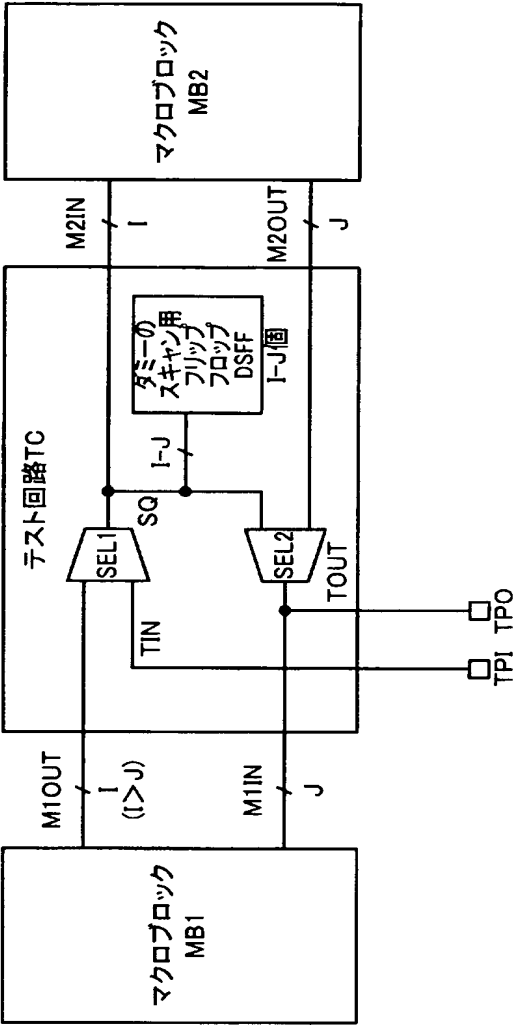 マクロブロック
MB1
M1OUT
I
(I>J)
M1IN
J
テスト回路TC
SEL1
TIN
SQ
I-J
ダミーの
スキャン用
フリップ
フロップ
DSFF
I-J個
SEL2
TOUT
TPI
TPO
M2IN
I
M2OUT
J
マクロブロック
MB2